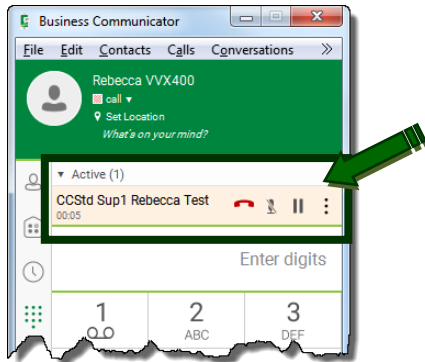 Business Communicator
File Edit Contacts Calls Conversations »
Rebecca VVX400
call ▾
Set Location
What's on your mind?
▾ Active (1)
CCStd Sup1 Rebecca Test
00:05
Enter digits
1 2 3
ABC DEF